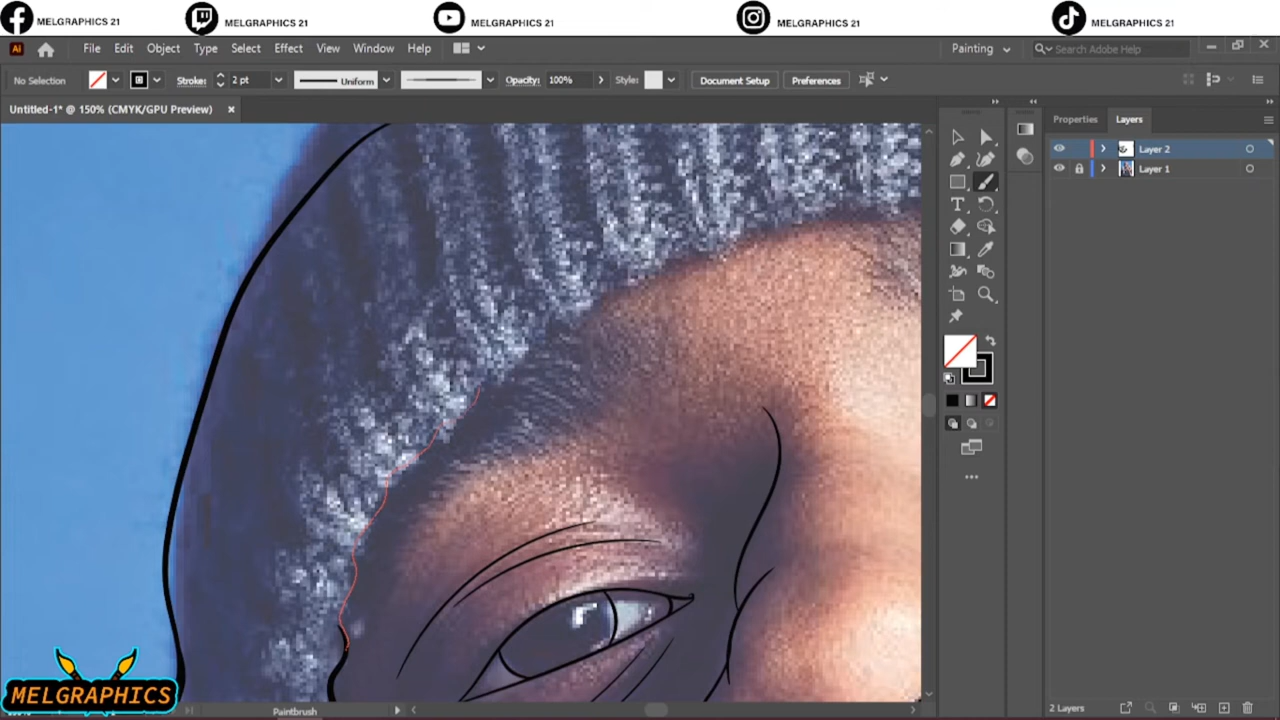 MELGRAPHICS 21
MELGRAPHICS 21
MELGRAPHICS 21
MELGRAPHICS 21
MELGRAPHICS 21
Ai File Edit Object Type Select Effect View Window Help Painting Search Adobe Help
No Selection Stroke: 2 pt Uniform Opacity: 100% Style: Document Setup Preferences
Untitled-1* @ 150% (CMYK/GPU Preview)
Properties Layers
Layer 2
Layer 1
MELGRAPHICS
Paintbrush
2 Layers